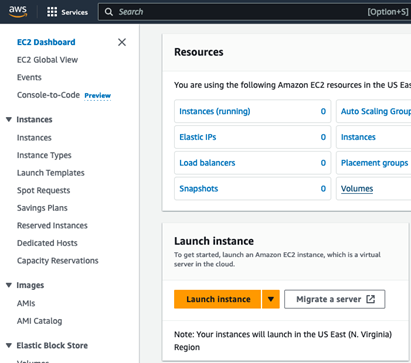 aws
Services
Search
[Option+S]
EC2 Dashboard
EC2 Global View
Events
Console-to-Code Preview
Instances
Instances
Instance Types
Launch Templates
Spot Requests
Savings Plans
Reserved Instances
Dedicated Hosts
Capacity Reservations
Images
AMIs
AMI Catalog
Elastic Block Store
Volumes
Resources
You are using the following Amazon EC2 resources in the US Eas
Instances (running) 0 Auto Scaling Group
Elastic IPs 0 Instances
Load balancers 0 Placement groups
Snapshots 0 Volumes
Launch instance
To get started, launch an Amazon EC2 instance, which is a virtual
server in the cloud.
Launch instance
Migrate a server
Note: Your instances will launch in the US East (N. Virginia)
Region